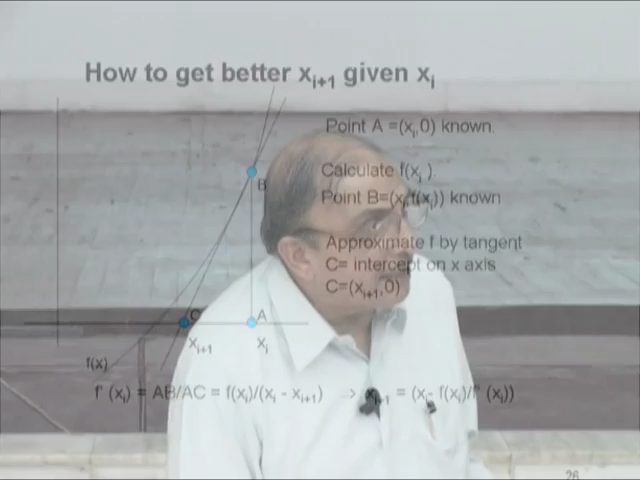 How to get better xᵢ₊₁ given xᵢ
Point A =(xᵢ,0) known.
Calculate f(xᵢ).
Point B=(xᵢ,f(xᵢ)) known
Approximate f by tangent
C= intercept on x axis
C=(xᵢ₊₁,0)
B
C
A
xᵢ₊₁
xᵢ
f(x)
f' (xᵢ) = AB/AC = f(xᵢ)/(xᵢ - xᵢ₊₁) → xᵢ₊₁ = (xᵢ- f(xᵢ)/f' (xᵢ))
26